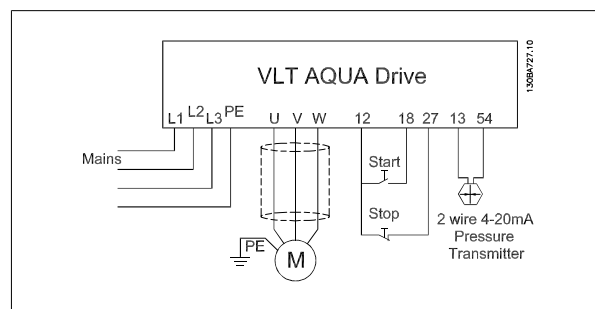 VLT AQUA Drive
130BA727.10
L1 L2 L3 PE U V W 12 18 27 13 54
Mains
Start
Stop
PE
M
2 wire 4-20mA
Pressure
Transmitter